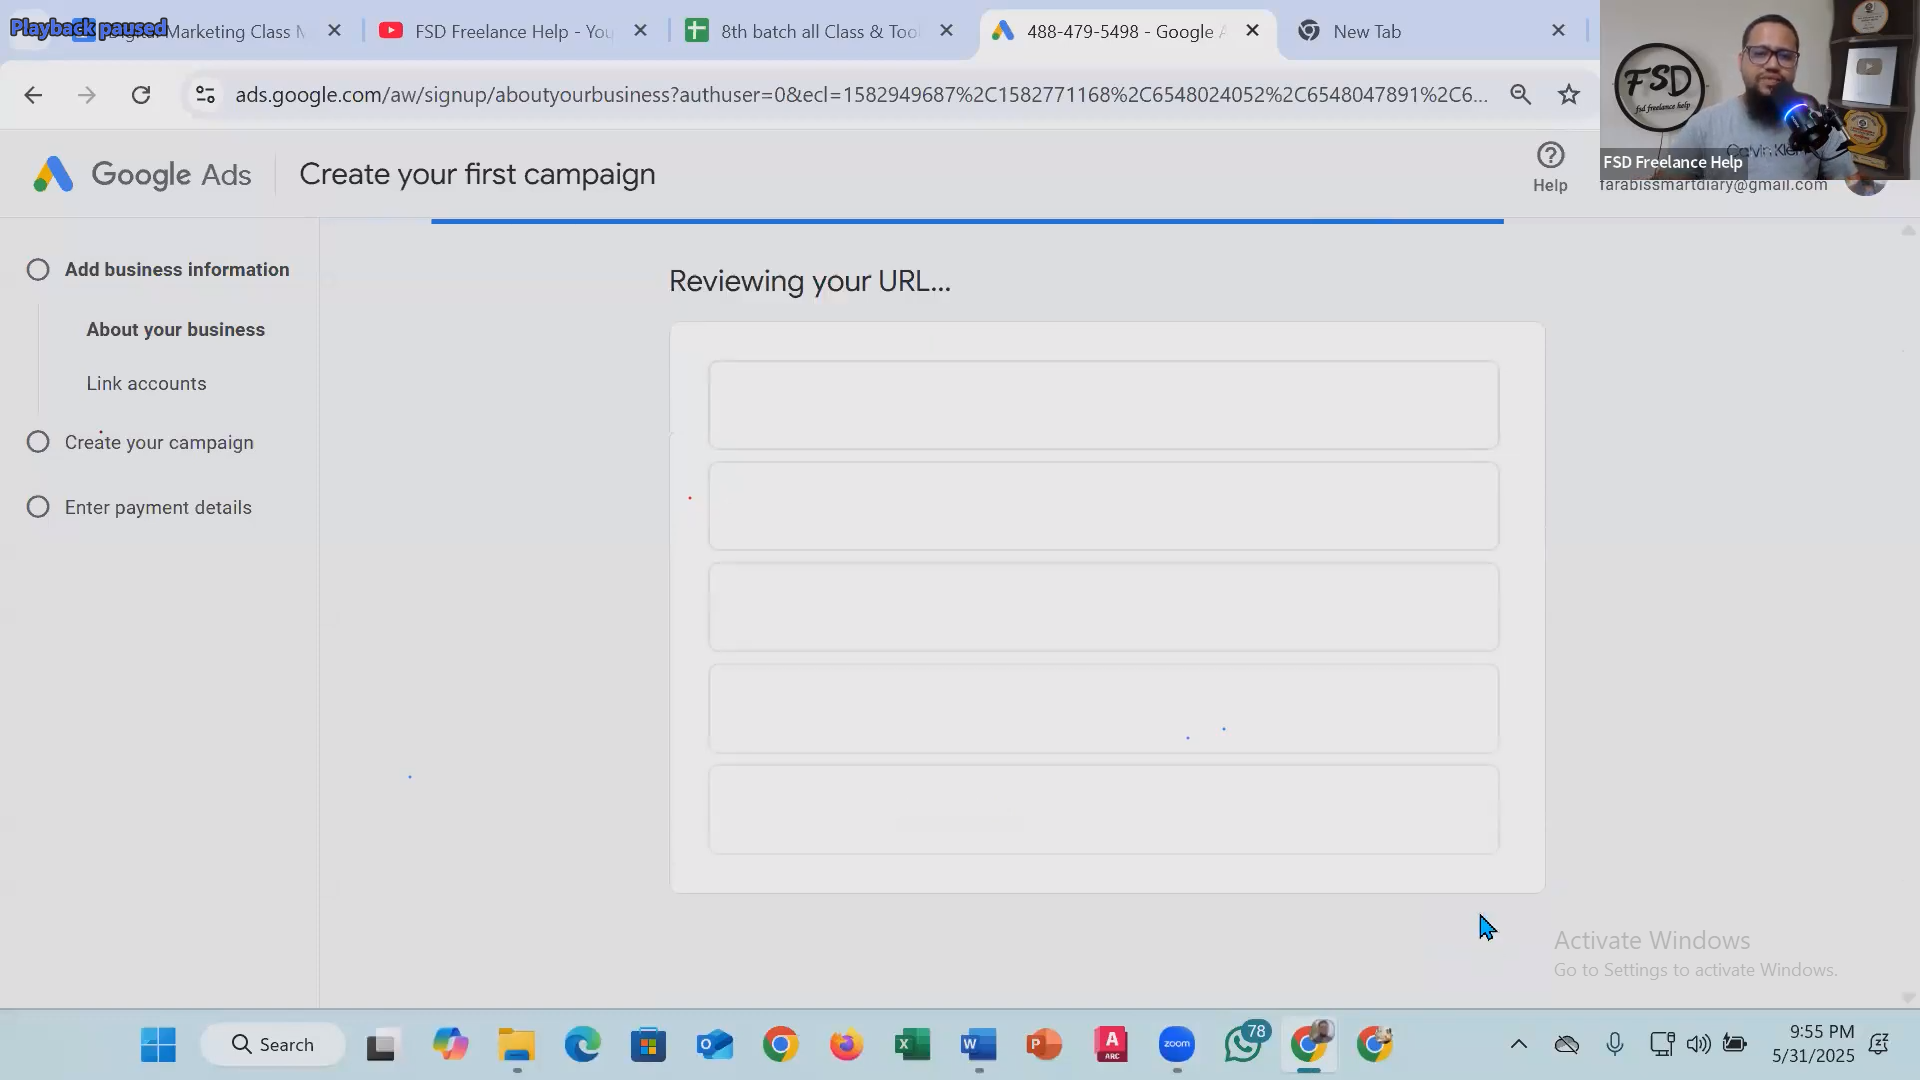 Playback paused
Digital Marketing Class M
FSD Freelance Help - You
8th batch all Class & Tool
488-479-5498 - Google A
New Tab
ads.google.com/aw/signup/aboutyourbusiness?authuser=0&ecl=1582949687%2C1582771168%2C6548024052%2C6548047891%2C6...
Google Ads
Create your first campaign
Help
FSD
fsd freelance help
Calvin Klein
FSD Freelance Help
farabissmartdiary@gmail.com
Add business information
About your business
Link accounts
Create your campaign
Enter payment details
Reviewing your URL...
Activate Windows
Go to Settings to activate Windows.
Search
zoom
78
A
ARC
9:55 PM
5/31/2025